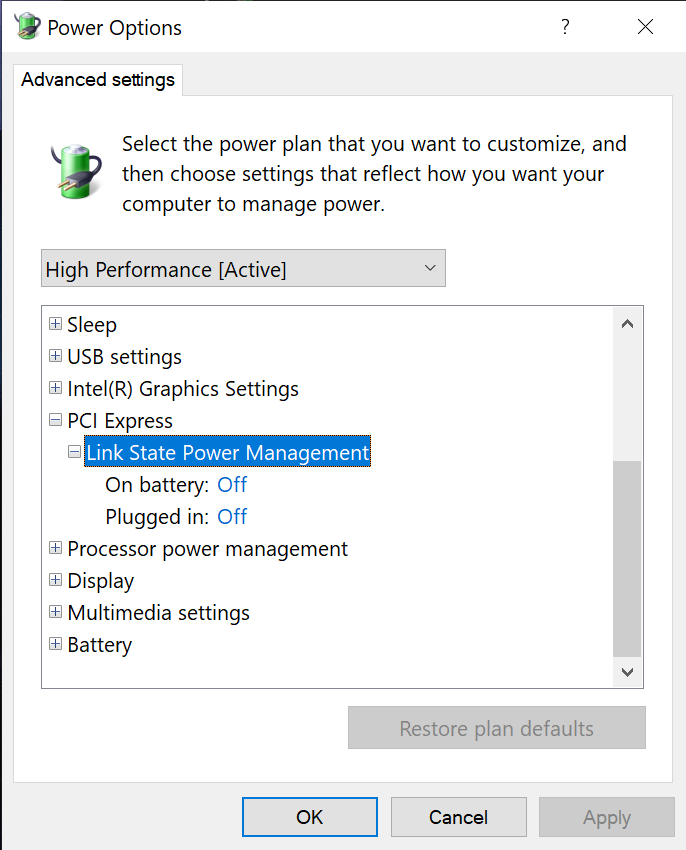 Power Options
?
Advanced settings
Select the power plan that you want to customize, and
then choose settings that reflect how you want your
computer to manage power.
High Performance [Active]
Sleep
USB settings
Intel(R) Graphics Settings
PCI Express
Link State Power Management
On battery: Off
Plugged in: Off
Processor power management
Display
Multimedia settings
Battery
Restore plan defaults
OK Cancel Apply